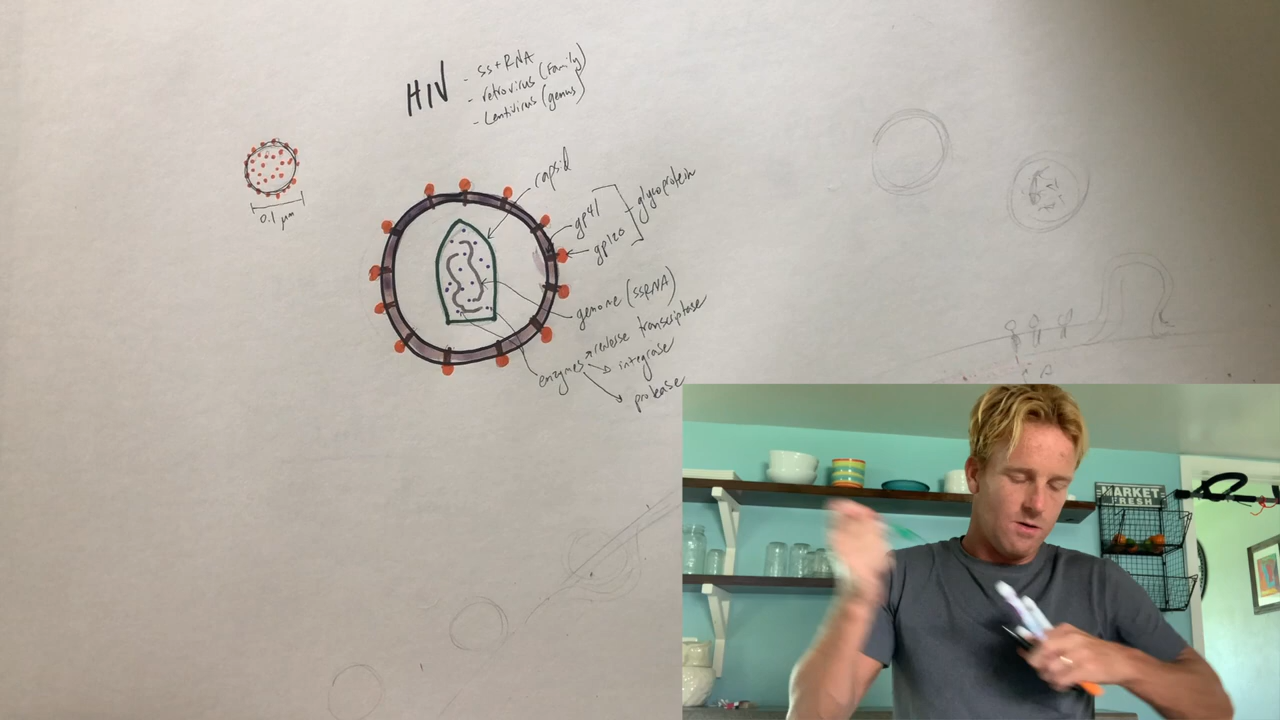 HIV
- ss+RNA
- retrovirus (Family)
- Lentivirus (genus)
0.1 µm
capsid
gp41
gp120
glycoprotein
genome (ssRNA)
enzymes
reverse transcriptase
integrase
protease
MARKET
FRESH